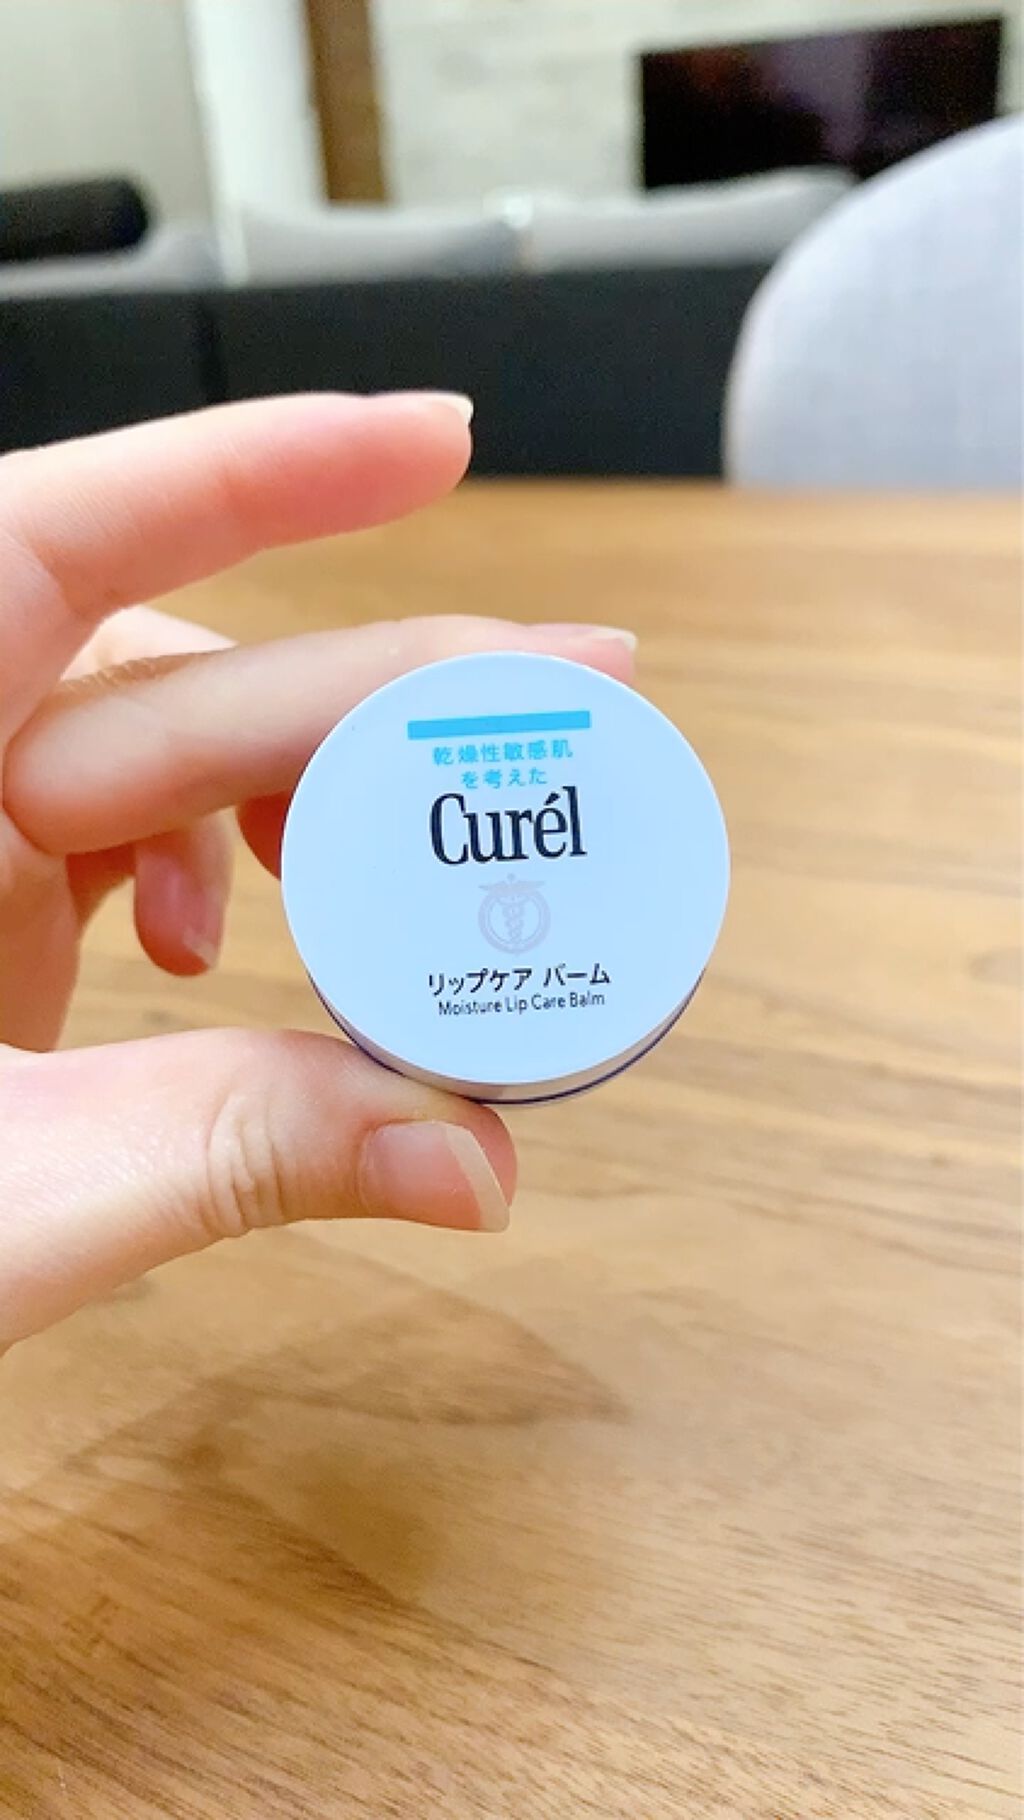 乾燥性敏感肌
を考えた
Curél
リップケア バーム
Moisture Lip Care Balm